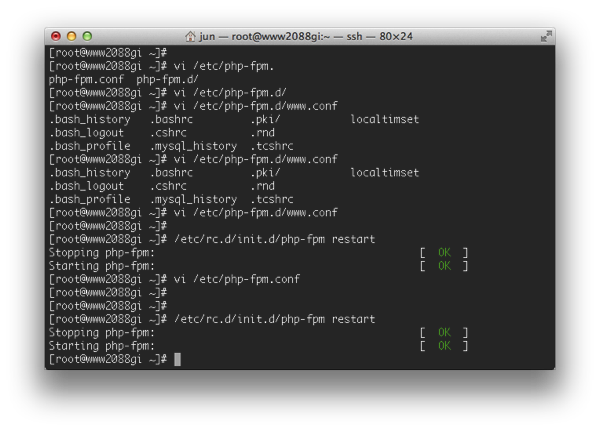 jun — root@www2088gi:~ — ssh — 80×24
[root@www2088gi ~]#
[root@www2088gi ~]# vi /etc/php-fpm.
php-fpm.conf  php-fpm.d/
[root@www2088gi ~]# vi /etc/php-fpm.d/
[root@www2088gi ~]# vi /etc/php-fpm.d/www.conf
.bash_history   .bashrc         .pki/           localtimset
.bash_logout    .cshrc          .rnd
.bash_profile   .mysql_history  .tcshrc
[root@www2088gi ~]# vi /etc/php-fpm.d/www.conf
.bash_history   .bashrc         .pki/           localtimset
.bash_logout    .cshrc          .rnd
.bash_profile   .mysql_history  .tcshrc
[root@www2088gi ~]# vi /etc/php-fpm.d/www.conf
[root@www2088gi ~]#
[root@www2088gi ~]# /etc/rc.d/init.d/php-fpm restart
Stopping php-fpm:                                          [  OK  ]
Starting php-fpm:                                          [  OK  ]
[root@www2088gi ~]# vi /etc/php-fpm.conf
[root@www2088gi ~]#
[root@www2088gi ~]#
[root@www2088gi ~]# /etc/rc.d/init.d/php-fpm restart
Stopping php-fpm:                                          [  OK  ]
Starting php-fpm:                                          [  OK  ]
[root@www2088gi ~]#